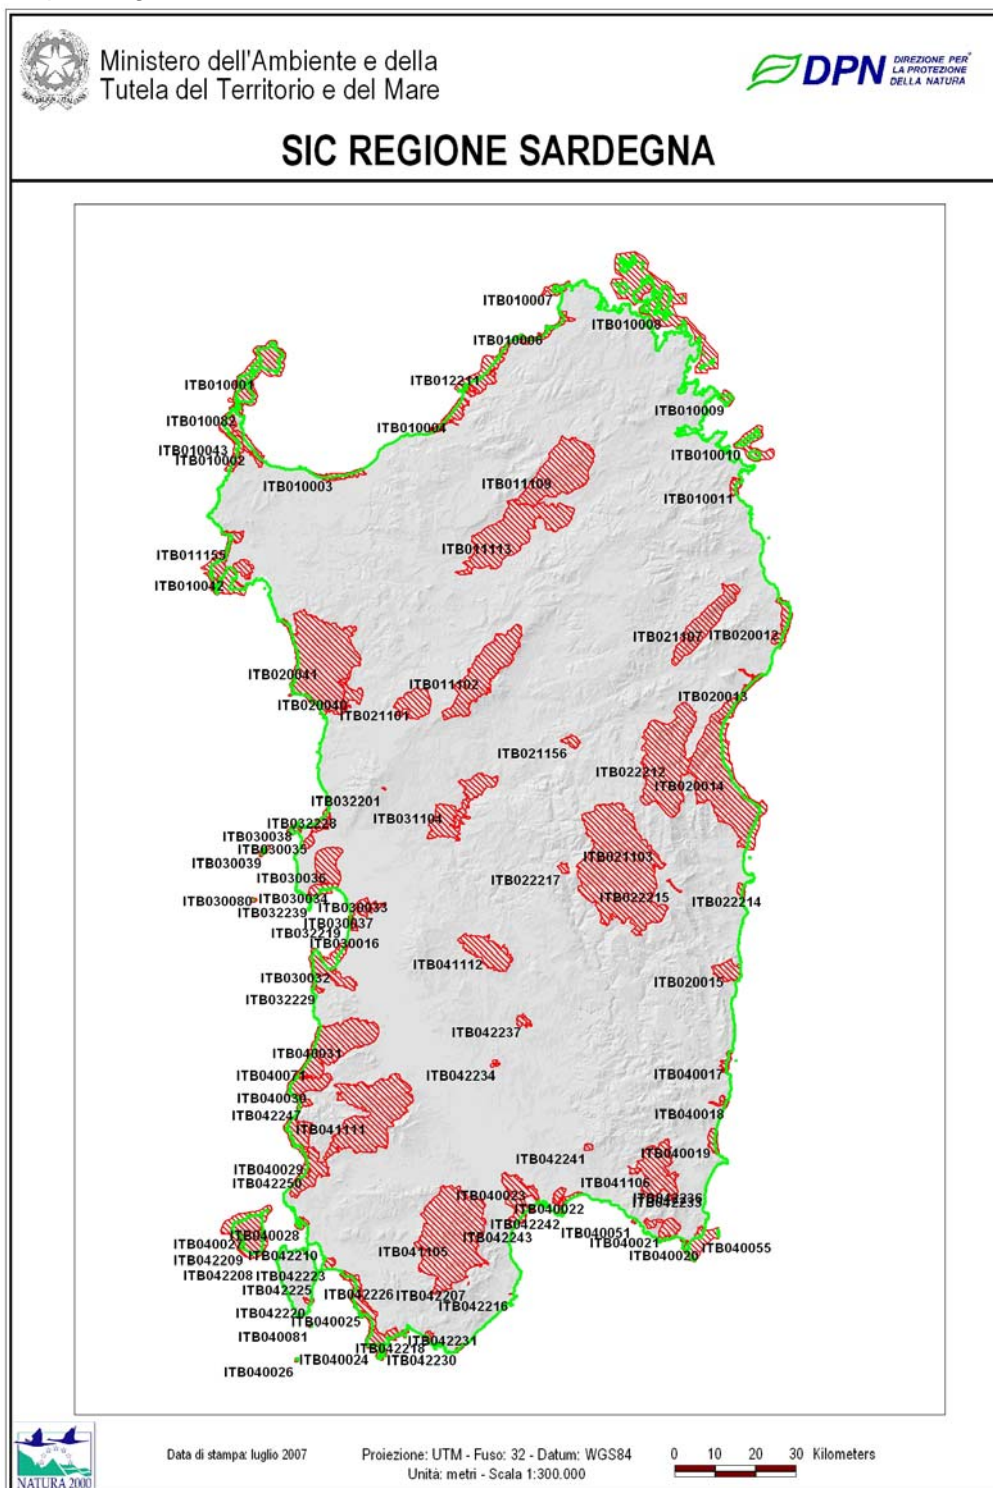 Ministero dell'Ambiente e della
Tutela del Territorio e del Mare
DPN
DIREZIONE PER
LA PROTEZIONE
DELLA NATURA
SIC REGIONE SARDEGNA
ITB010007
ITB010008
ITB010006
ITB012211
ITB010001
ITB010009
ITB010004
ITB010082
ITB010043
ITB010002
ITB010010
ITB010003
ITB011109
ITB010011
ITB011113
ITB011155
ITB010042
ITB021107
ITB020012
ITB020041
ITB011102
ITB020040
ITB021101
ITB020013
ITB021156
ITB022212
ITB020014
ITB032201
ITB031104
ITB032228
ITB030038
ITB030035
ITB030039
ITB021103
ITB030036
ITB022217
ITB030080
ITB030034
ITB022215
ITB022214
ITB032239
ITB030033
ITB030037
ITB032219
ITB030016
ITB041112
ITB030032
ITB020015
ITB032229
ITB042237
ITB040031
ITB040071
ITB042234
ITB040017
ITB040030
ITB042247
ITB040018
ITB041111
ITB040019
ITB042241
ITB040029
ITB042250
ITB041106
ITB040023
ITB042236
ITB042233
ITB040022
ITB042242
ITB040028
ITB042243
ITB040051
ITB040021
ITB040027
ITB040020
ITB040055
ITB042209
ITB042210
ITB041105
ITB042208
ITB042223
ITB042225
ITB042226
ITB042207
ITB042216
ITB042220
ITB040025
ITB040081
ITB042218
ITB042231
ITB040024
ITB042230
ITB040026
NATURA 2000
Data di stampa: luglio 2007
Proiezione: UTM - Fuso: 32 - Datum: WGS84
Unità: metri - Scala 1:300.000
0 10 20 30 Kilometers